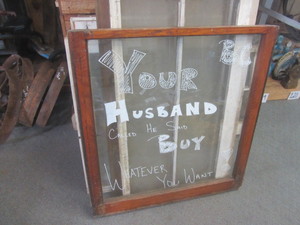 Your
Husband
Called He Said
Buy
Whatever You Want